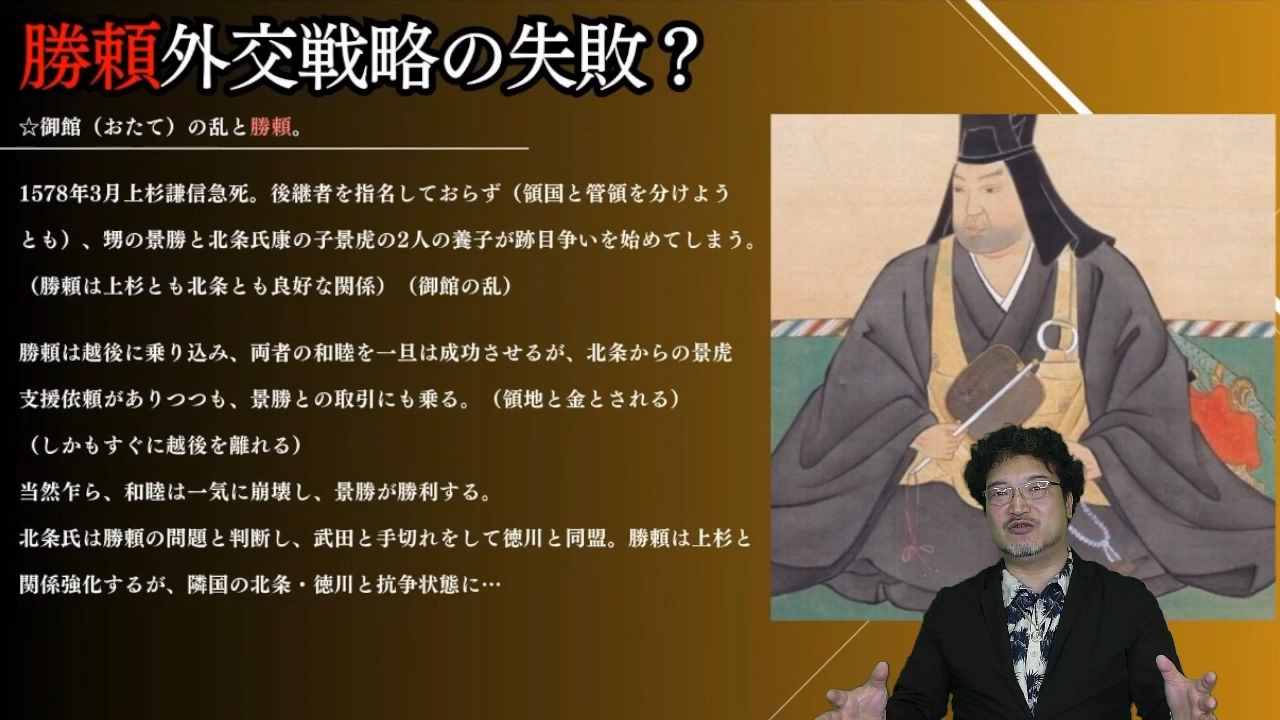 勝頼外交戦略の失敗？
☆御館（おたて）の乱と勝頼。
1578年3月上杉謙信急死。後継者を指名しておらず（領国と管領を分けよう
とも）、甥の景勝と北条氏康の子景虎の2人の養子が跡目争いを始めてしまう。
（勝頼は上杉とも北条とも良好な関係）（御館の乱）
勝頼は越後に乗り込み、両者の和睦を一旦は成功させるが、北条からの景虎
支援依頼がありつつも、景勝との取引にも乗る。（領地と金とされる）
（しかもすぐに越後を離れる）
当然乍ら、和睦は一気に崩壊し、景勝が勝利する。
北条氏は勝頼の問題と判断し、武田と手切れをして徳川と同盟。勝頼は上杉と
関係強化するが、隣国の北条・徳川と抗争状態に…